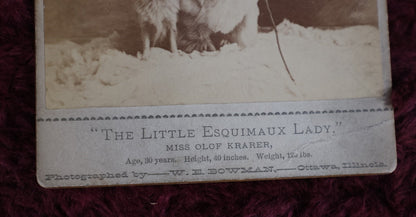 "THE LITTLE ESQUIMAUX LADY,"
MISS OLOF KRARER,
Age, 30 years. Height, 40 inches. Weight, 120 lbs.
Photographed by—W. E. BOWMAN,—Ottawa, Illinois.